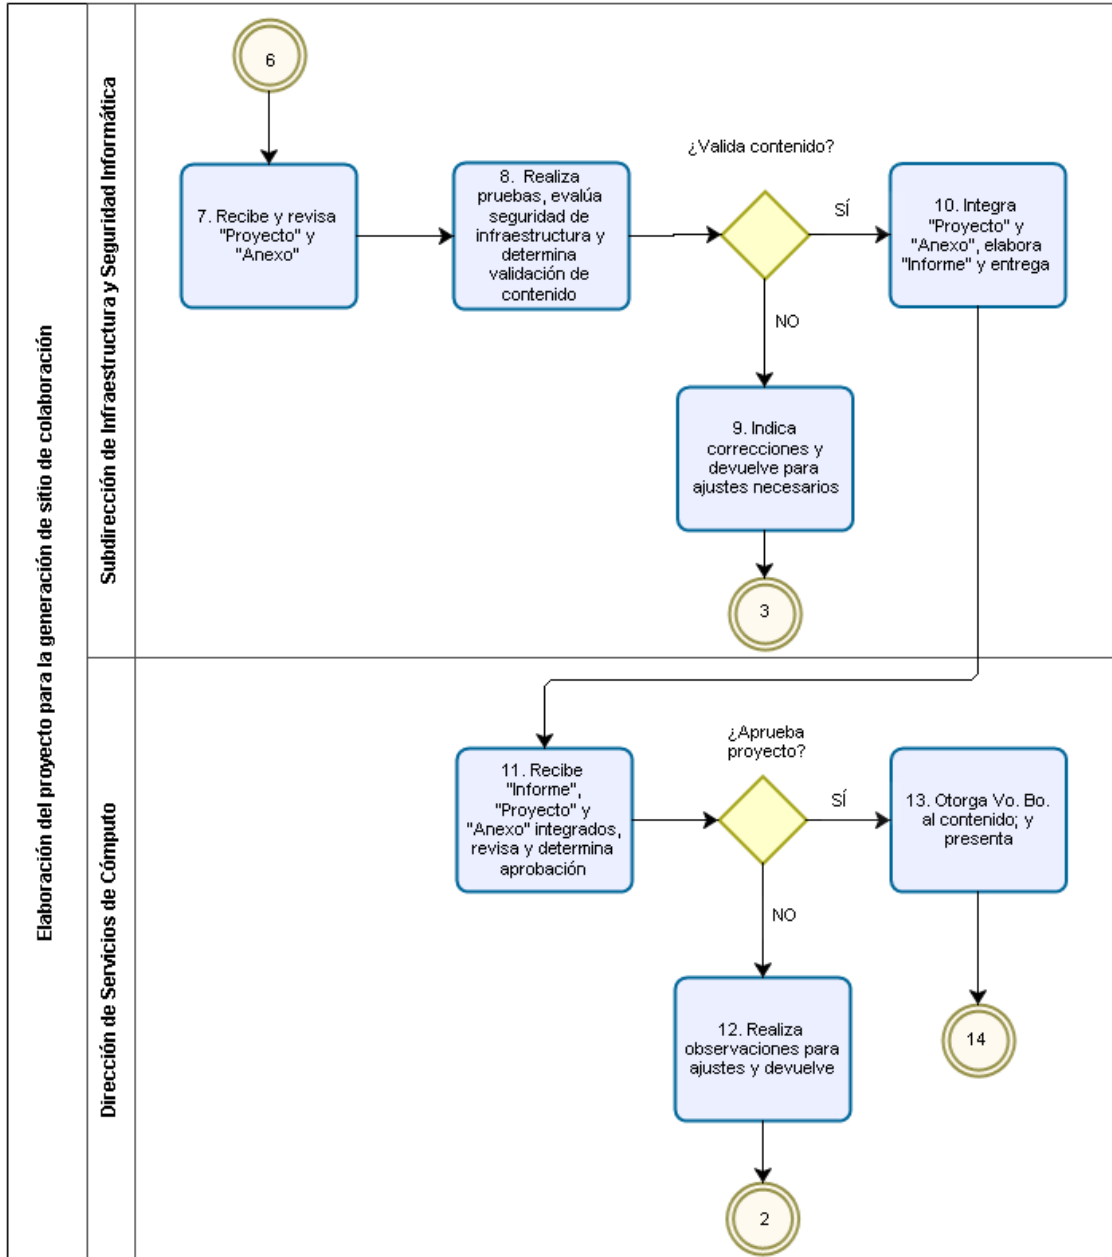 Elaboración del proyecto para la generación de sitio de colaboración
Subdirección de Infraestructura y Seguridad Informática
6
7. Recibe y revisa
"Proyecto" y
"Anexo"
8. Realiza
pruebas, evalúa
seguridad de
infraestructura y
determina
validación de
contenido
¿Valida contenido?
SÍ
10. Integra
"Proyecto" y
"Anexo", elabora
"Informe" y entrega
NO
9. Indica
correcciones y
devuelve para
ajustes necesarios
3
Dirección de Servicios de Cómputo
11. Recibe
"Informe",
"Proyecto" y
"Anexo" integrados,
revisa y determina
aprobación
¿Aprueba
proyecto?
SÍ
13. Otorga Vo. Bo.
al contenido; y
presenta
NO
12. Realiza
observaciones para
ajustes y devuelve
14
2